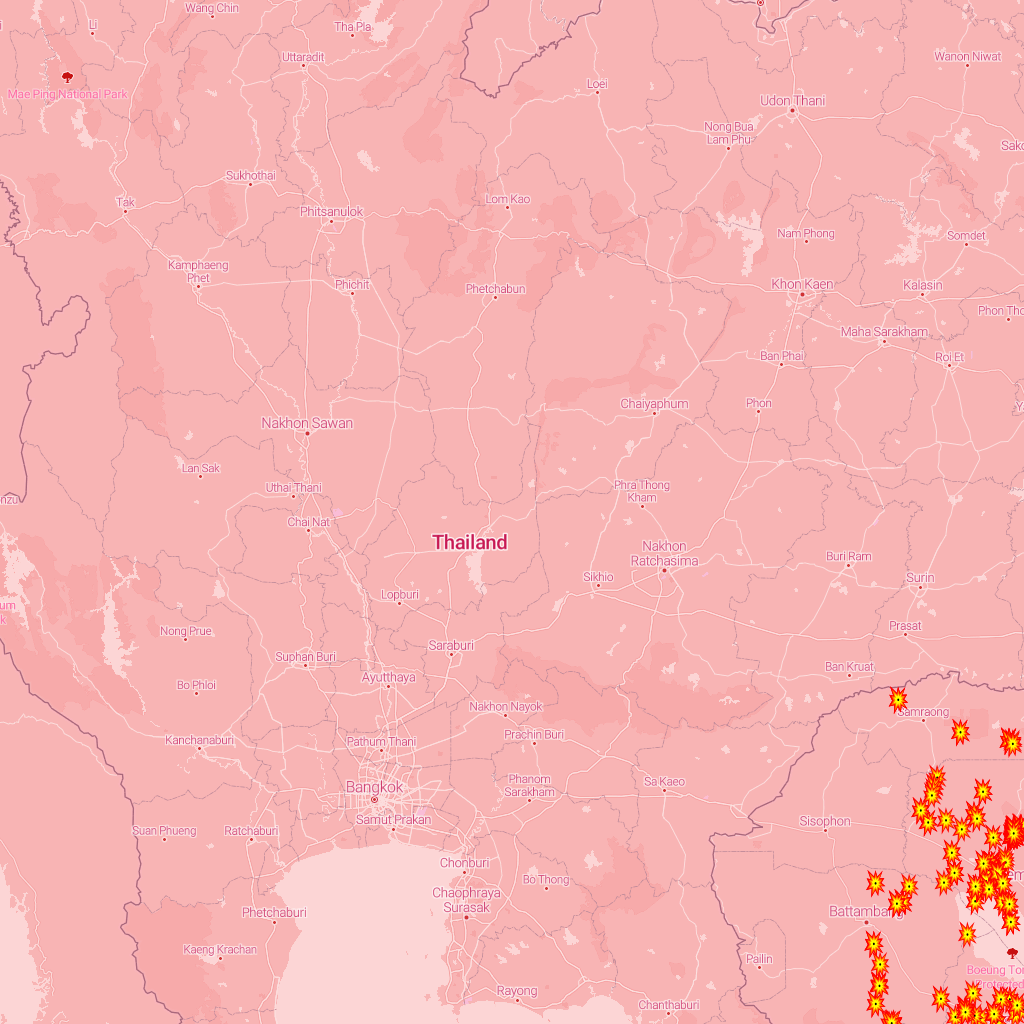 Wang Chin
Li
Tha Pla
Uttaradit
Loei
Wanon Niwat
Mae Ping National Park
Udon Thani
Nong Bua
Lam Phu
Sukhothai
Tak
Phitsanulok
Lom Kao
Nam Phong
Somdet
Kamphaeng
Phet
Phichit
Phetchabun
Khon Kaen
Kalasin
Maha Sarakham
Ban Phai
Roi Et
Nakhon Sawan
Chaiyaphum
Phon
Lan Sak
Uthai Thani
Phra Thong
Kham
Chai Nat
Thailand
Nakhon
Ratchasima
Buri Ram
Sikhio
Surin
Lopburi
Nong Prue
Prasat
Saraburi
Suphan Buri
Ban Kruat
Ayutthaya
Bo Phloi
Nakhon Nayok
Samraong
Prachin Buri
Kanchanaburi
Pathum Thani
Bangkok
Phanom
Sarakham
Sa Kaeo
Samut Prakan
Sisophon
Suan Phueng
Ratchaburi
Chonburi
Bo Thong
Chaophraya
Surasak
Phetchaburi
Battambang
Kaeng Krachan
Pailin
Rayong
Chanthaburi
Boeung